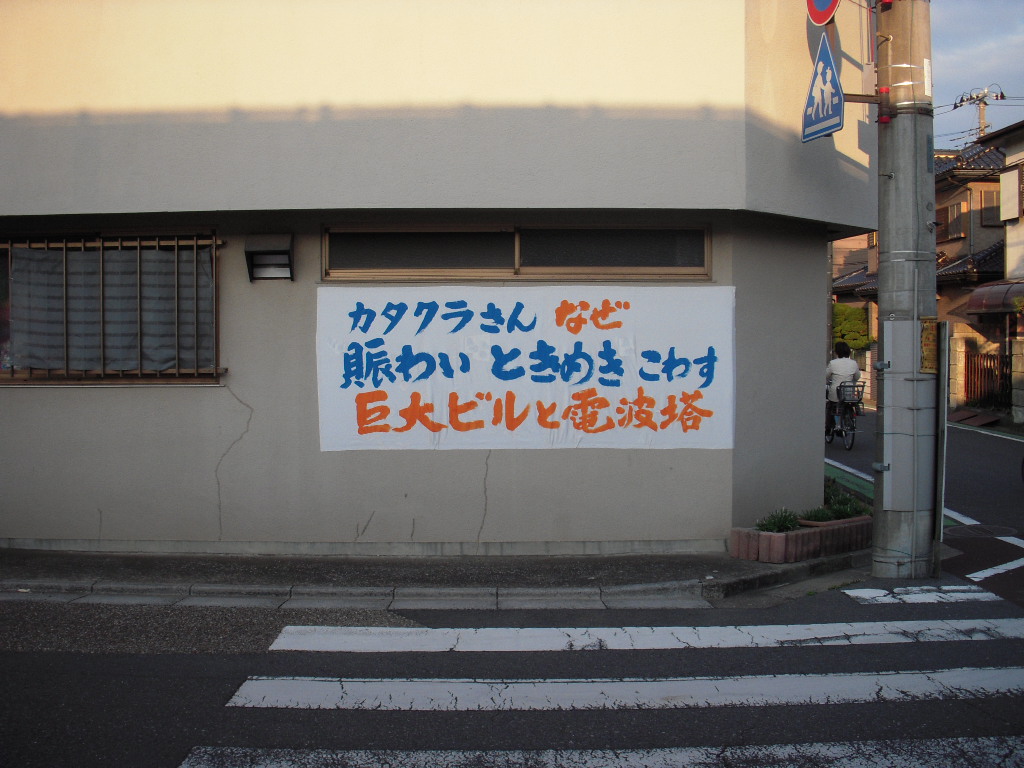 カタクラさん なぜ
賑わい ときめき こわす
巨大ビルと電波塔